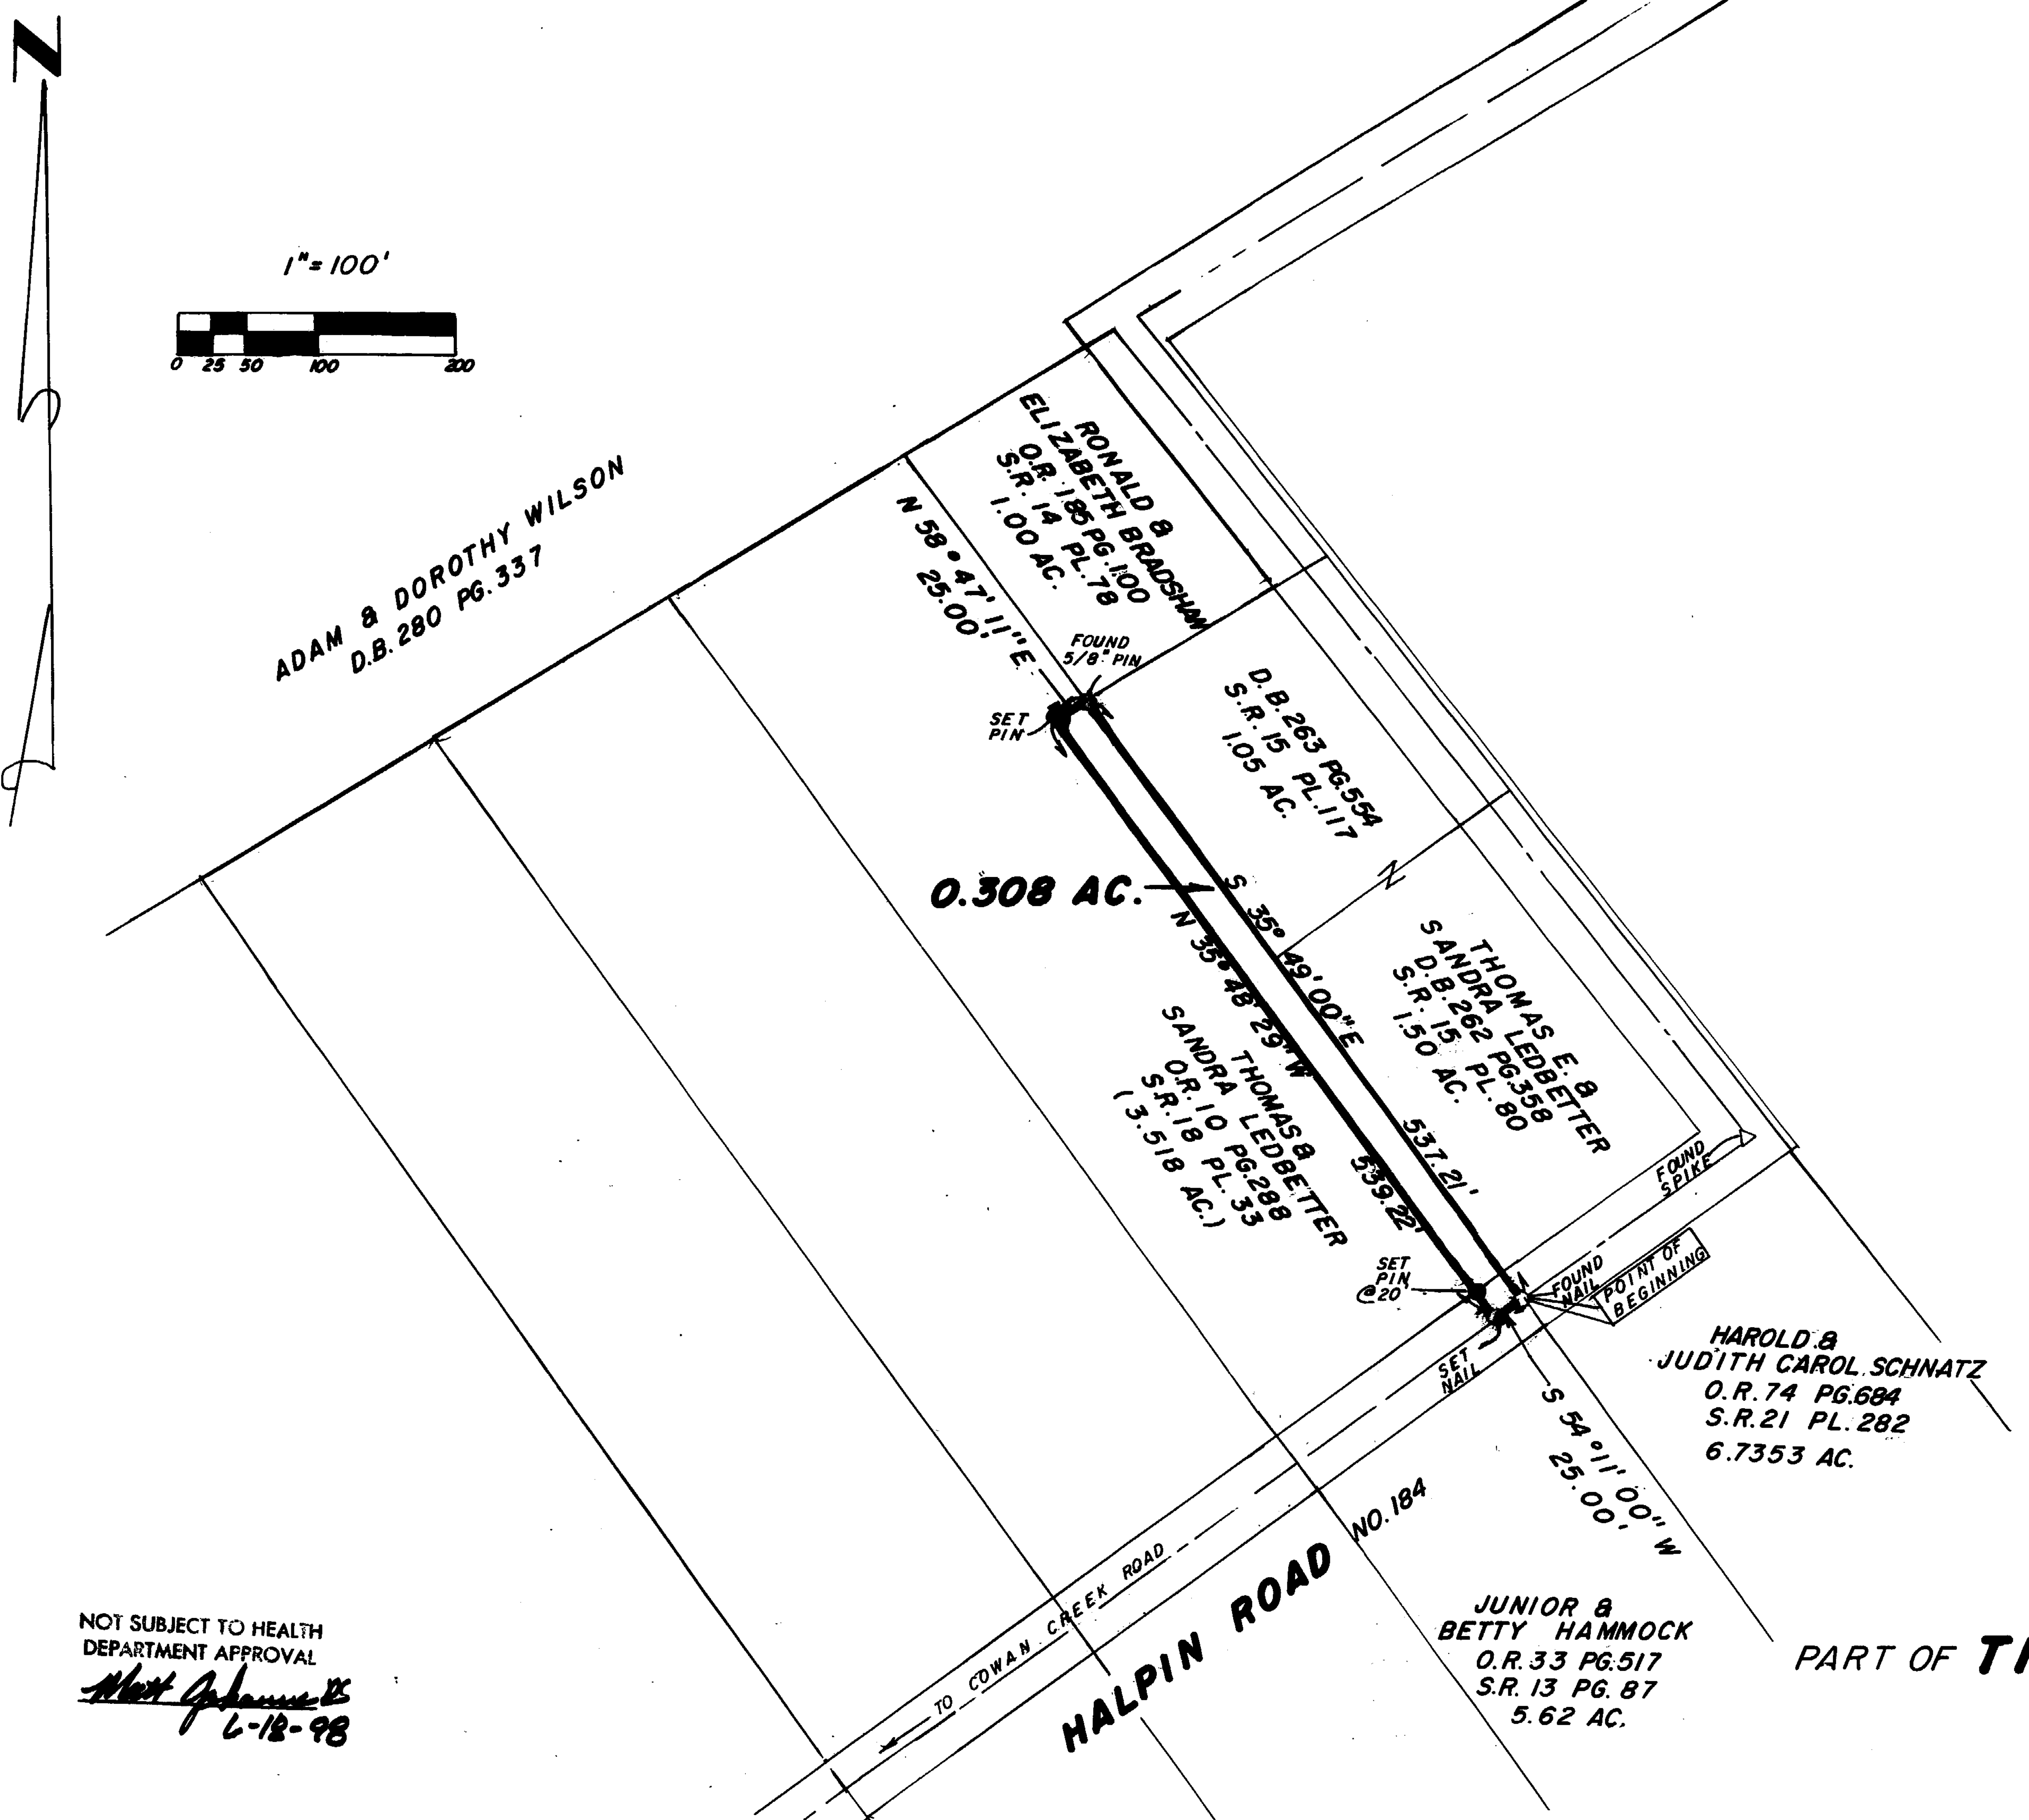 N
1"= 100'
0 25 50 100 200
ADAM & DOROTHY WILSON
D.B. 280 PG. 337
RONALD &
ELIZABETH BRADSHAW
O.R. 185 PG. 100
S.R. 14 PL. 78
1.00 AC.
N 58° 47' 11" E
25.00'
FOUND
5/8" PIN
SET
PIN
D.B. 263 PG. 554
S.R. 15 PL. 117
1.05 AC.
0.308 AC.
S 35° 49' 00" E
537.21'
N 35° 48' 29" W
539.22'
THOMAS E. &
SANDRA LEDBETTER
D.B. 262 PG. 358
S.R. 15 PL. 80
1.50 AC.
THOMAS &
SANDRA LEDBETTER
O.R. 10 PG. 288
S.R. 18 PL. 33
( 3.518 AC.)
FOUND
SPIKE
SET
PIN
@ 20'
FOUND
NAIL
POINT OF
BEGINNING
SET
NAIL
S 54° 11' 00" W
25.00'
HAROLD &
JUDITH CAROL SCHNATZ
O.R. 74 PG. 684
S.R. 21 PL. 282
6.7353 AC.
TO COWAN CREEK ROAD
HALPIN ROAD NO. 184
JUNIOR &
BETTY HAMMOCK
O.R. 33 PG. 517
S.R. 13 PG. 87
5.62 AC.
PART OF
NOT SUBJECT TO HEALTH
DEPARTMENT APPROVAL
6-18-98